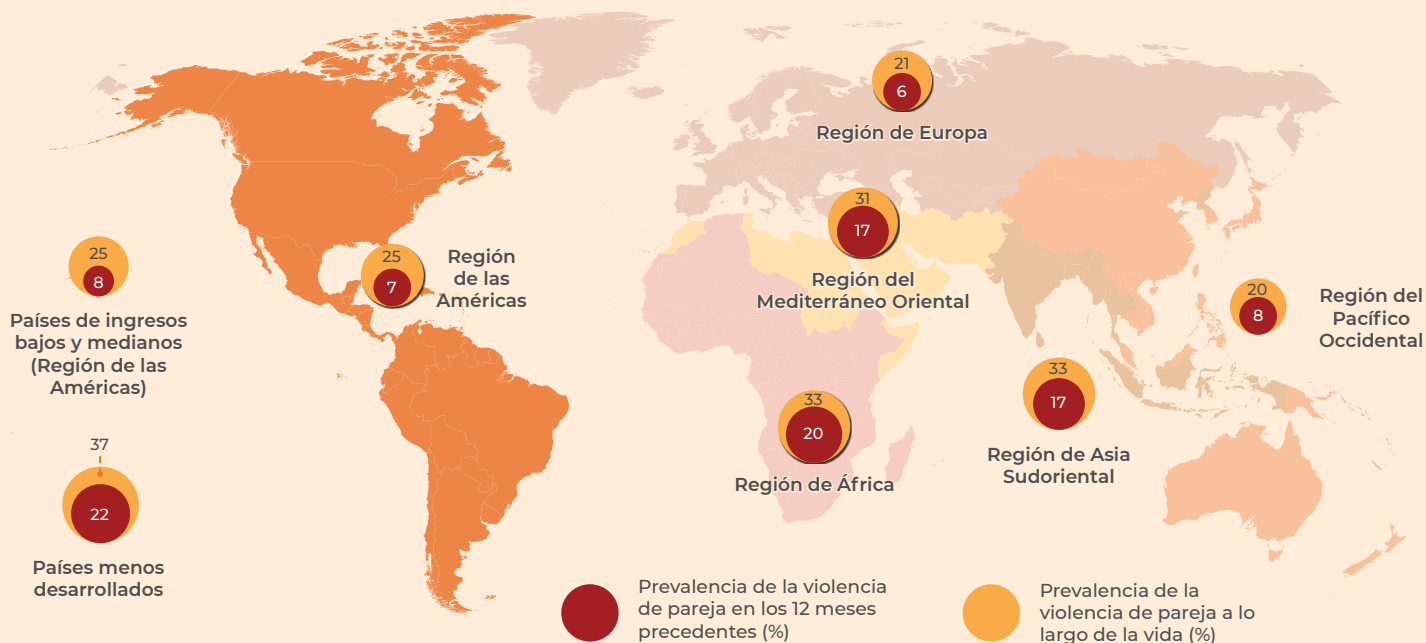 21
6
Región de Europa
31
17
Región del
Mediterráneo Oriental
25
8
Países de ingresos
bajos y medianos
(Región de las
Américas)
25
7
Región
de las
Américas
20
8
Región del
Pacífico
Occidental
33
20
Región de África
33
17
Región de Asia
Sudoriental
37
22
Países menos
desarrollados
Prevalencia de la violencia
de pareja en los 12 meses
precedentes (%)
Prevalencia de la
violencia de pareja a lo
largo de la vida (%)